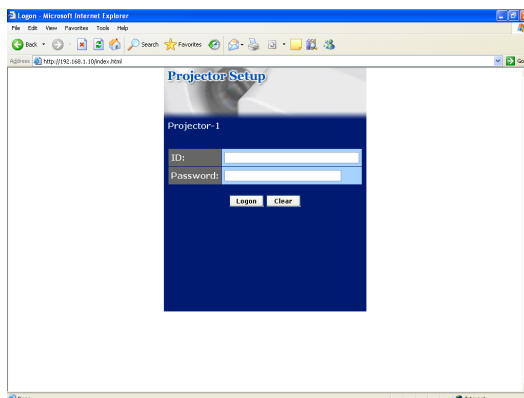 Logon - Microsoft Internet Explorer
File Edit View Favorites Tools Help
Back Search Favorites
Address http://192.168.1.10/index.html Go
Projector Setup
Projector-1
ID:
Password:
Logon Clear